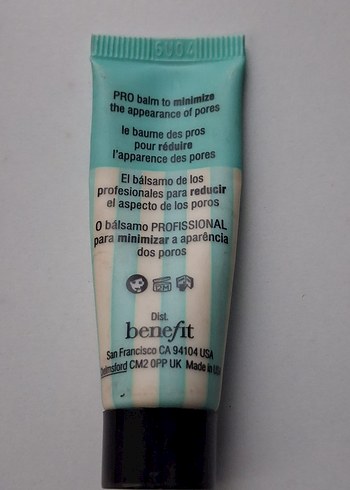 PRO balm to minimize
the appearance of pores
le baume des pros
pour réduire
l'apparence des pores
El bálsamo de los
profesionales para reducir
el aspecto de los poros
O bálsamo PROFISSIONAL
para minimizar a aparência
dos poros
12M
Dist.
benefit
San Francisco CA 94104 USA
Chelmsford CM2 0PP UK Made in